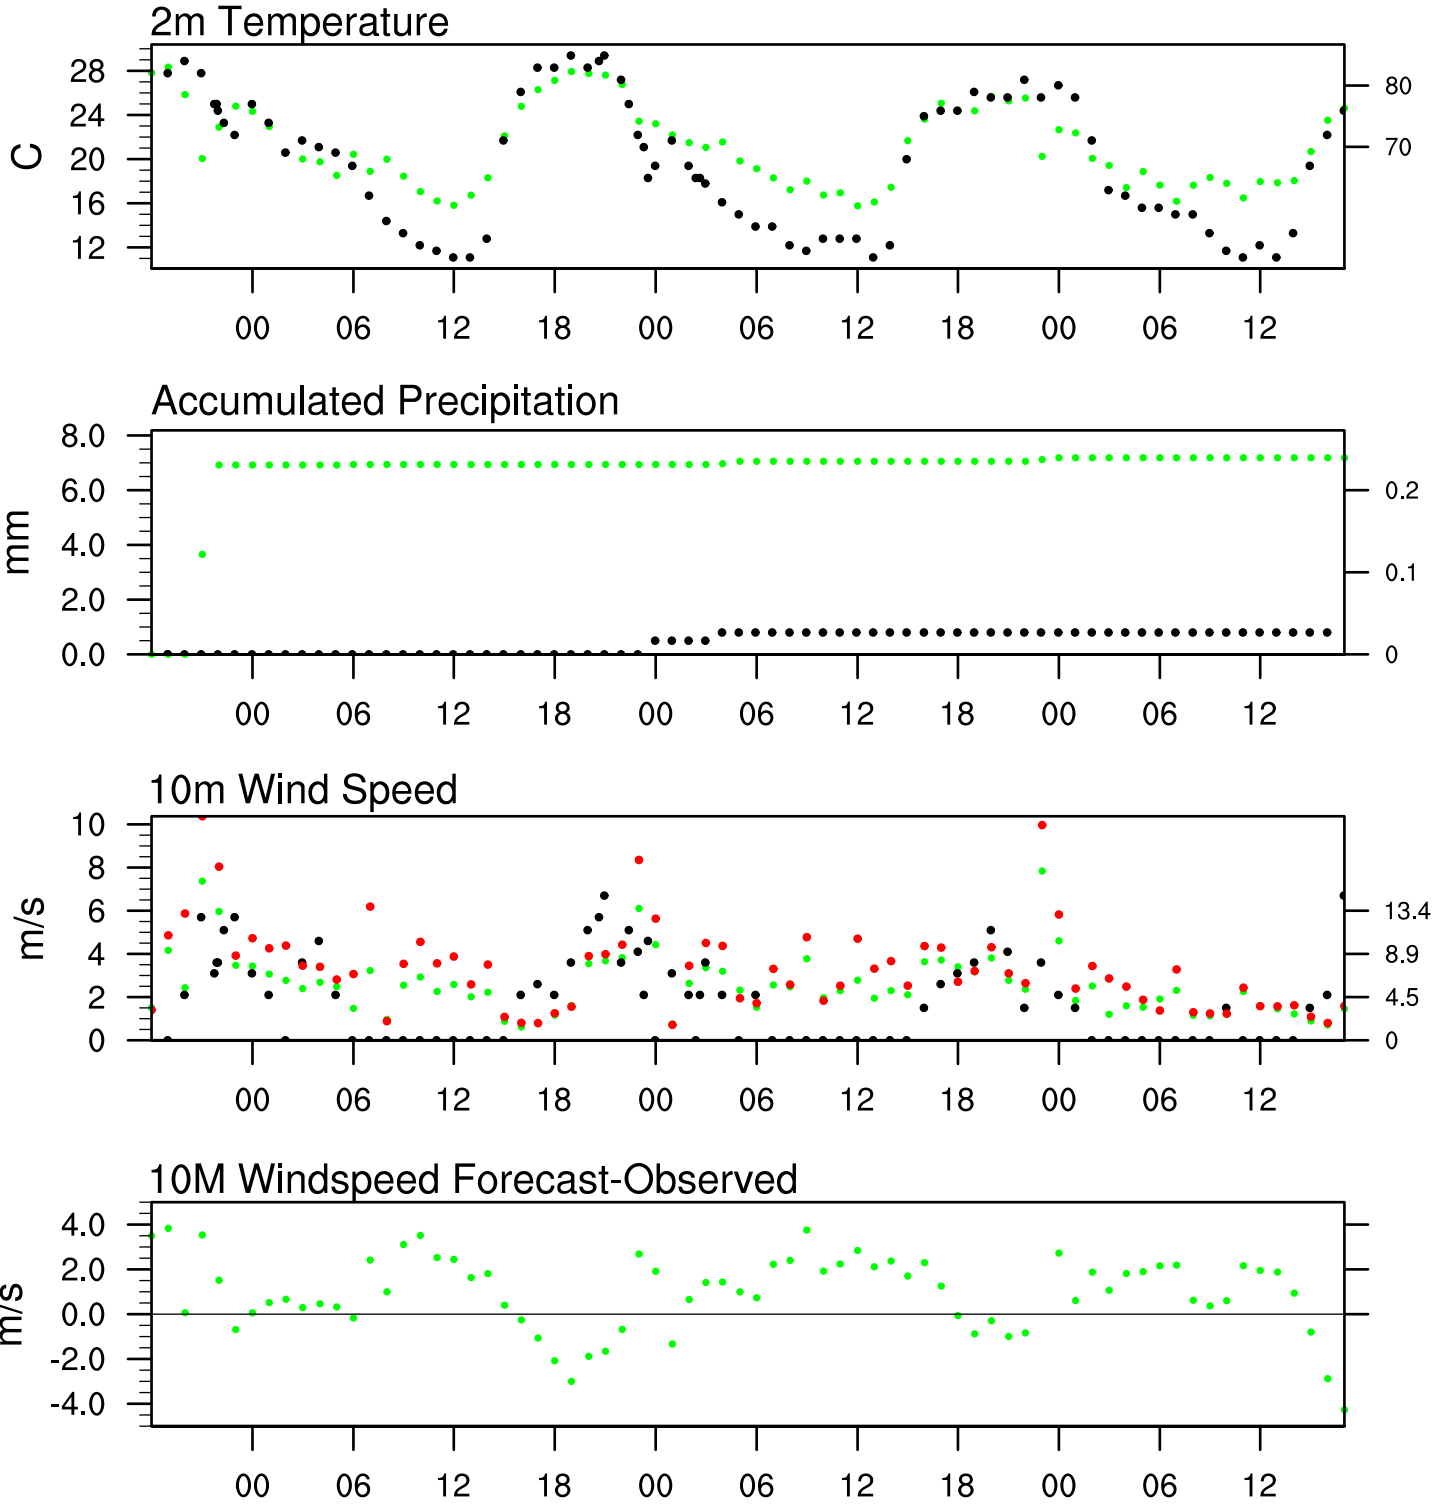 2m Temperature
28
24
20
16
12
C
80
70
00 06 12 18 00 06 12 18 00 06 12
Accumulated Precipitation
8.0
6.0
4.0
2.0
0.0
mm
0.2
0.1
0
00 06 12 18 00 06 12 18 00 06 12
10m Wind Speed
10
8
6
4
2
0
m/s
13.4
8.9
4.5
0
00 06 12 18 00 06 12 18 00 06 12
10M Windspeed Forecast-Observed
4.0
2.0
0.0
-2.0
-4.0
m/s
00 06 12 18 00 06 12 18 00 06 12